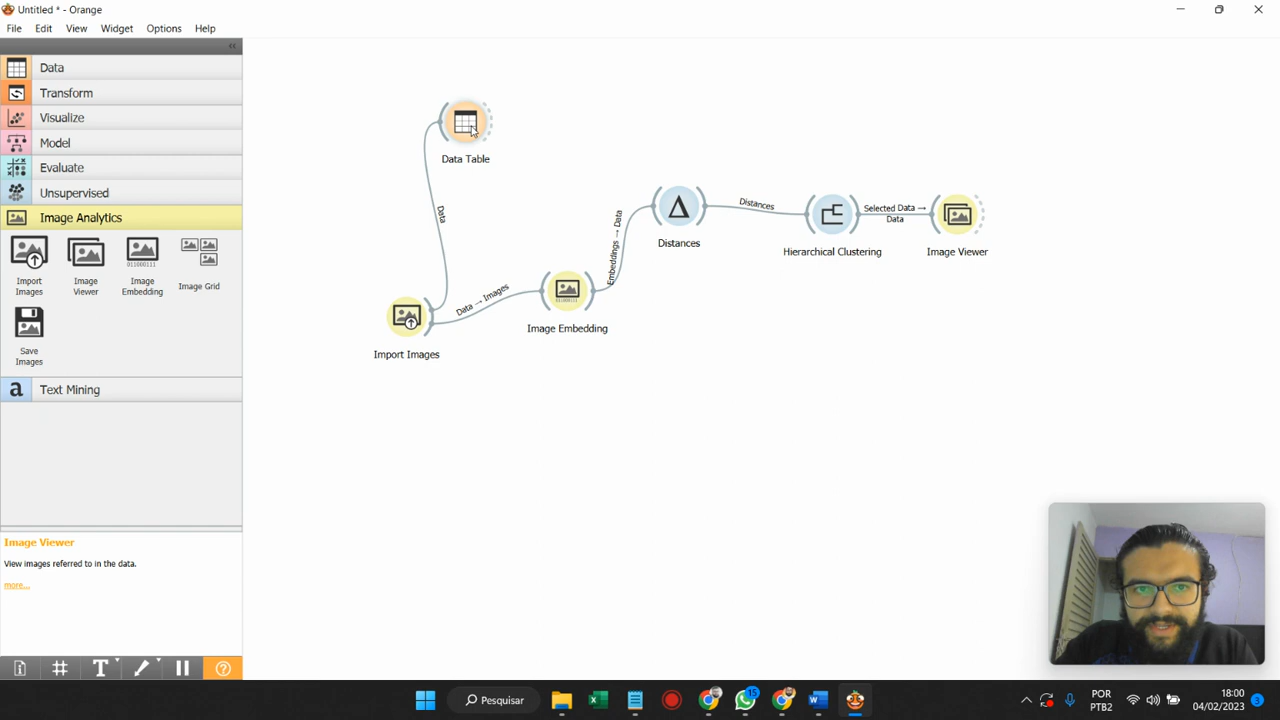 Untitled * - Orange
File
Edit
View
Widget
Options
Help
Data
Transform
Visualize
Model
Evaluate
Unsupervised
Image Analytics
Import Images
Image Viewer
Image Embedding
Image Grid
Save Images
a Text Mining
Image Viewer
View images referred to in the data.
more...
T
?
Data Table
Data
Import Images
Data → Images
Image Embedding
Embeddings → Data
Distances
Distances
Hierarchical Clustering
Selected Data →
Data
Image Viewer
Pesquisar
15
POR
PTB2
18:00
04/02/2023
3